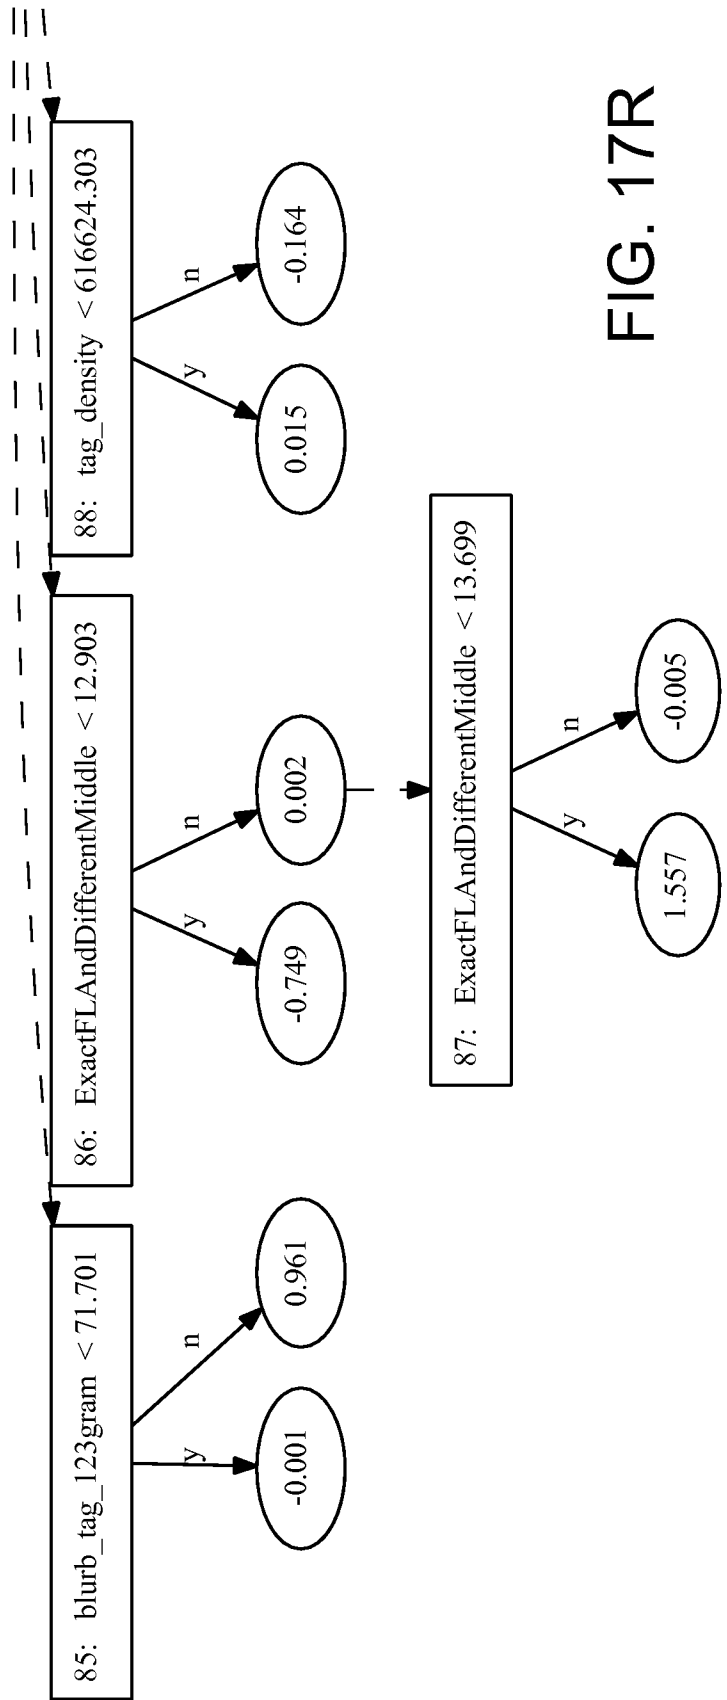 85: blurb_tag_123gram < 71.701
y
n
-0.001
0.961
86: ExactFLAndDifferentMiddle < 12.903
y
n
-0.749
0.002
87: ExactFLAndDifferentMiddle < 13.699
y
n
1.557
-0.005
88: tag_density < 616624.303
y
n
0.015
-0.164
FIG. 17R